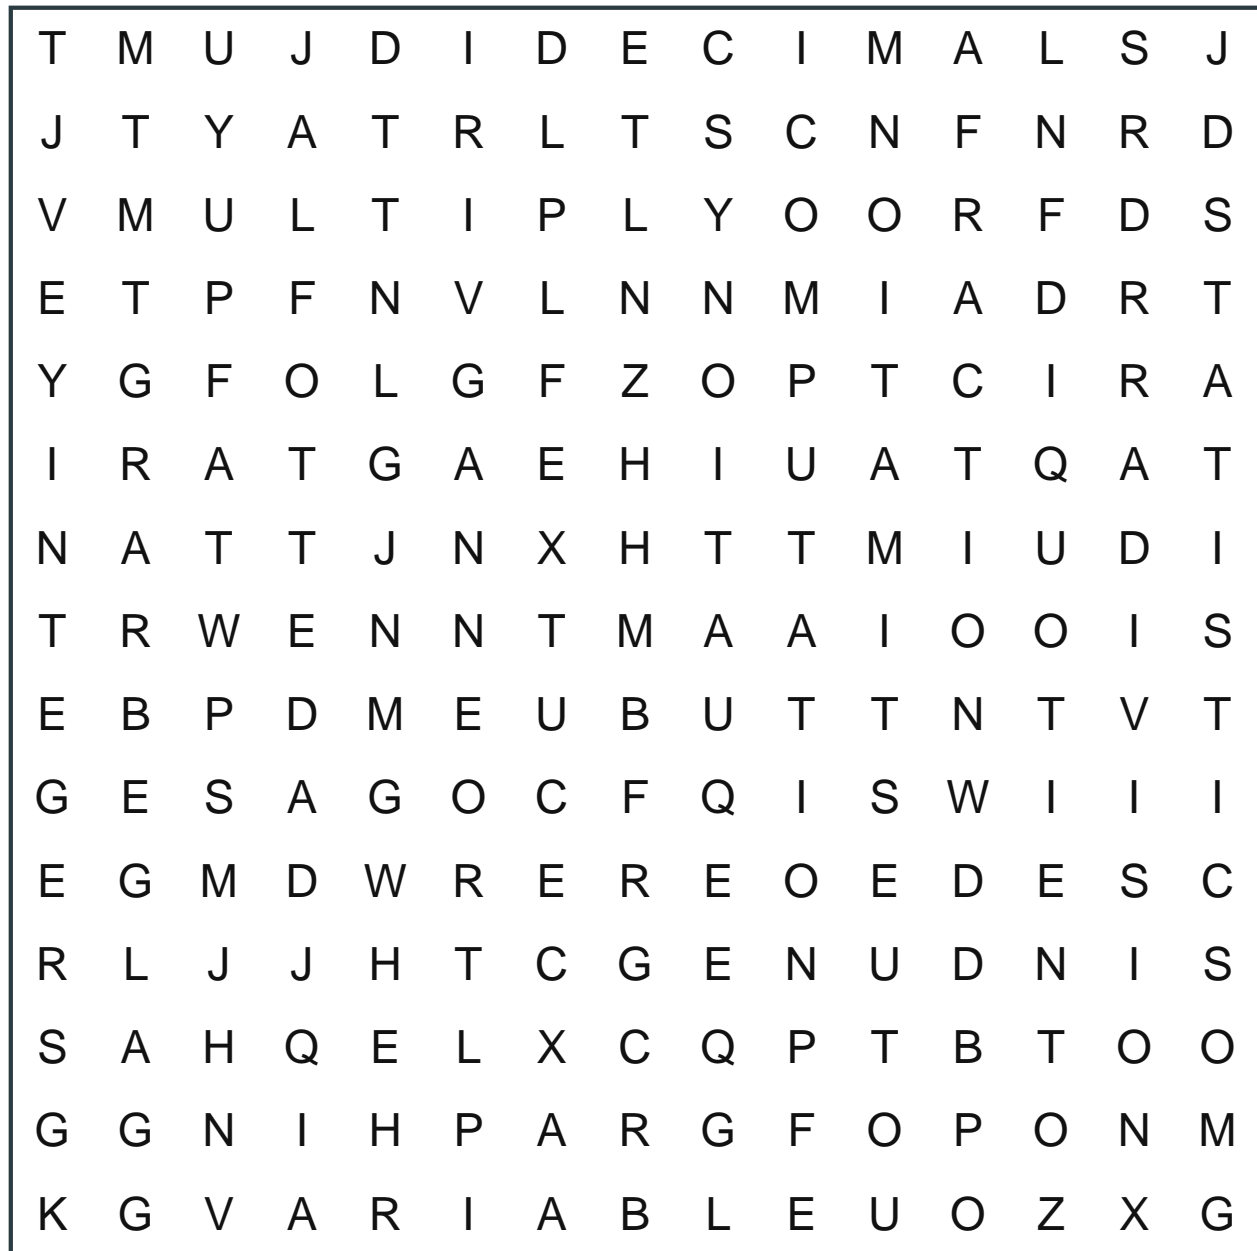 T M U J D I D E C I M A L S J
J T Y A T R L T S C N F N R D
V M U L T I P L Y O O R F D S
E T P F N V L N N M I A D R T
Y G F O L G F Z O P T C I R A
I R A T G A E H I U A T Q A T
N A T T J N X H T T M I U D I
T R W E N N T M A A I O O I S
E B P D M E U B U T T N T V T
G E S A G O C F Q I S W I I I
E G M D W R E R E O E D E S C
R L J J H T C G E N U D N I S
S A H Q E L X C Q P T B T O O
G G N I H P A R G F O P O N M
K G V A R I A B L E U O Z X G